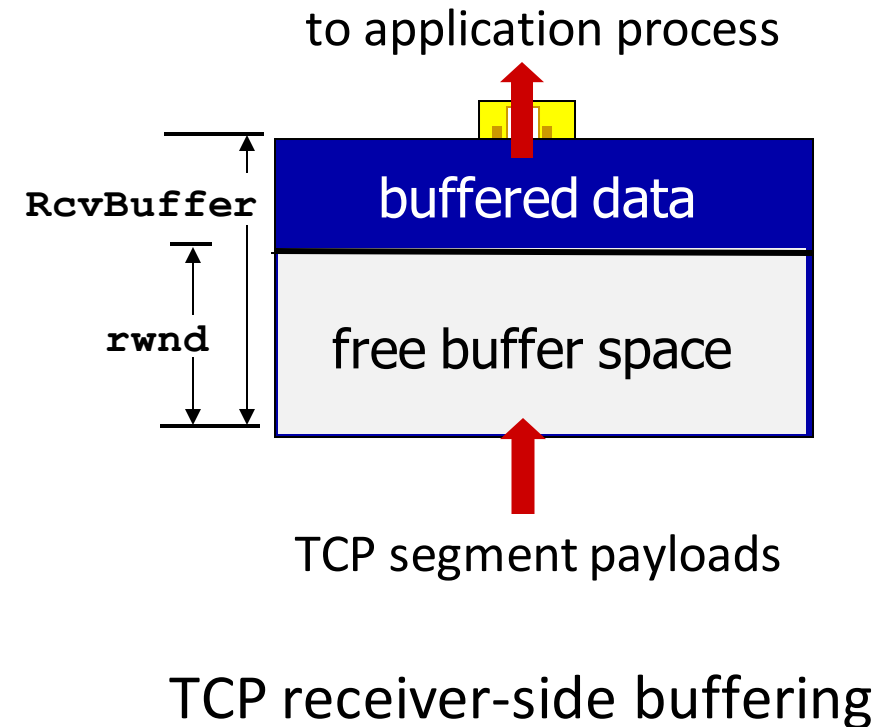 to application process
buffered data
RcvBuffer
rwnd
free buffer space
TCP segment payloads
TCP receiver-side buffering